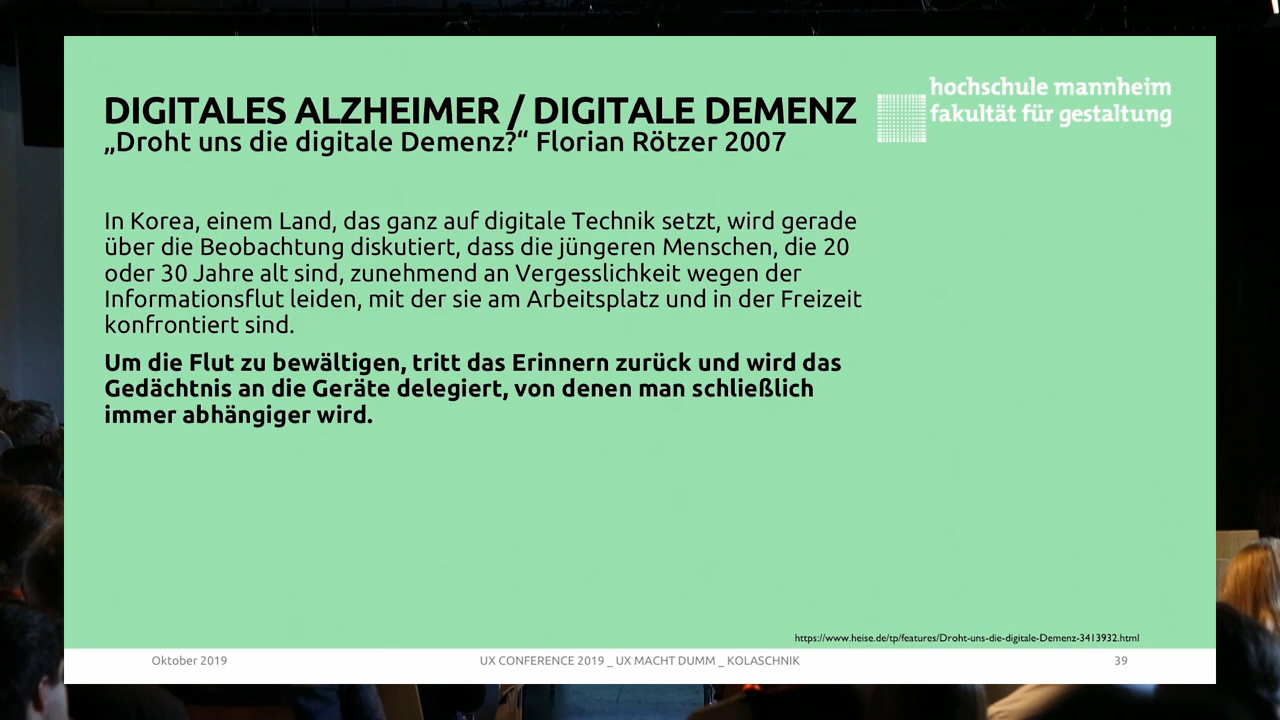 DIGITALES ALZHEIMER / DIGITALE DEMENZ
„Droht uns die digitale Demenz?“ Florian Rötzer 2007
hochschule mannheim
fakultät für gestaltung
In Korea, einem Land, das ganz auf digitale Technik setzt, wird gerade
über die Beobachtung diskutiert, dass die jüngeren Menschen, die 20
oder 30 Jahre alt sind, zunehmend an Vergesslichkeit wegen der
Informationsflut leiden, mit der sie am Arbeitsplatz und in der Freizeit
konfrontiert sind.
Um die Flut zu bewältigen, tritt das Erinnern zurück und wird das
Gedächtnis an die Geräte delegiert, von denen man schließlich
immer abhängiger wird.
https://www.heise.de/tp/features/Droht-uns-die-digitale-Demenz-3413932.html
Oktober 2019
UX CONFERENCE 2019 _ UX MACHT DUMM _ KOLASCHNIK
39